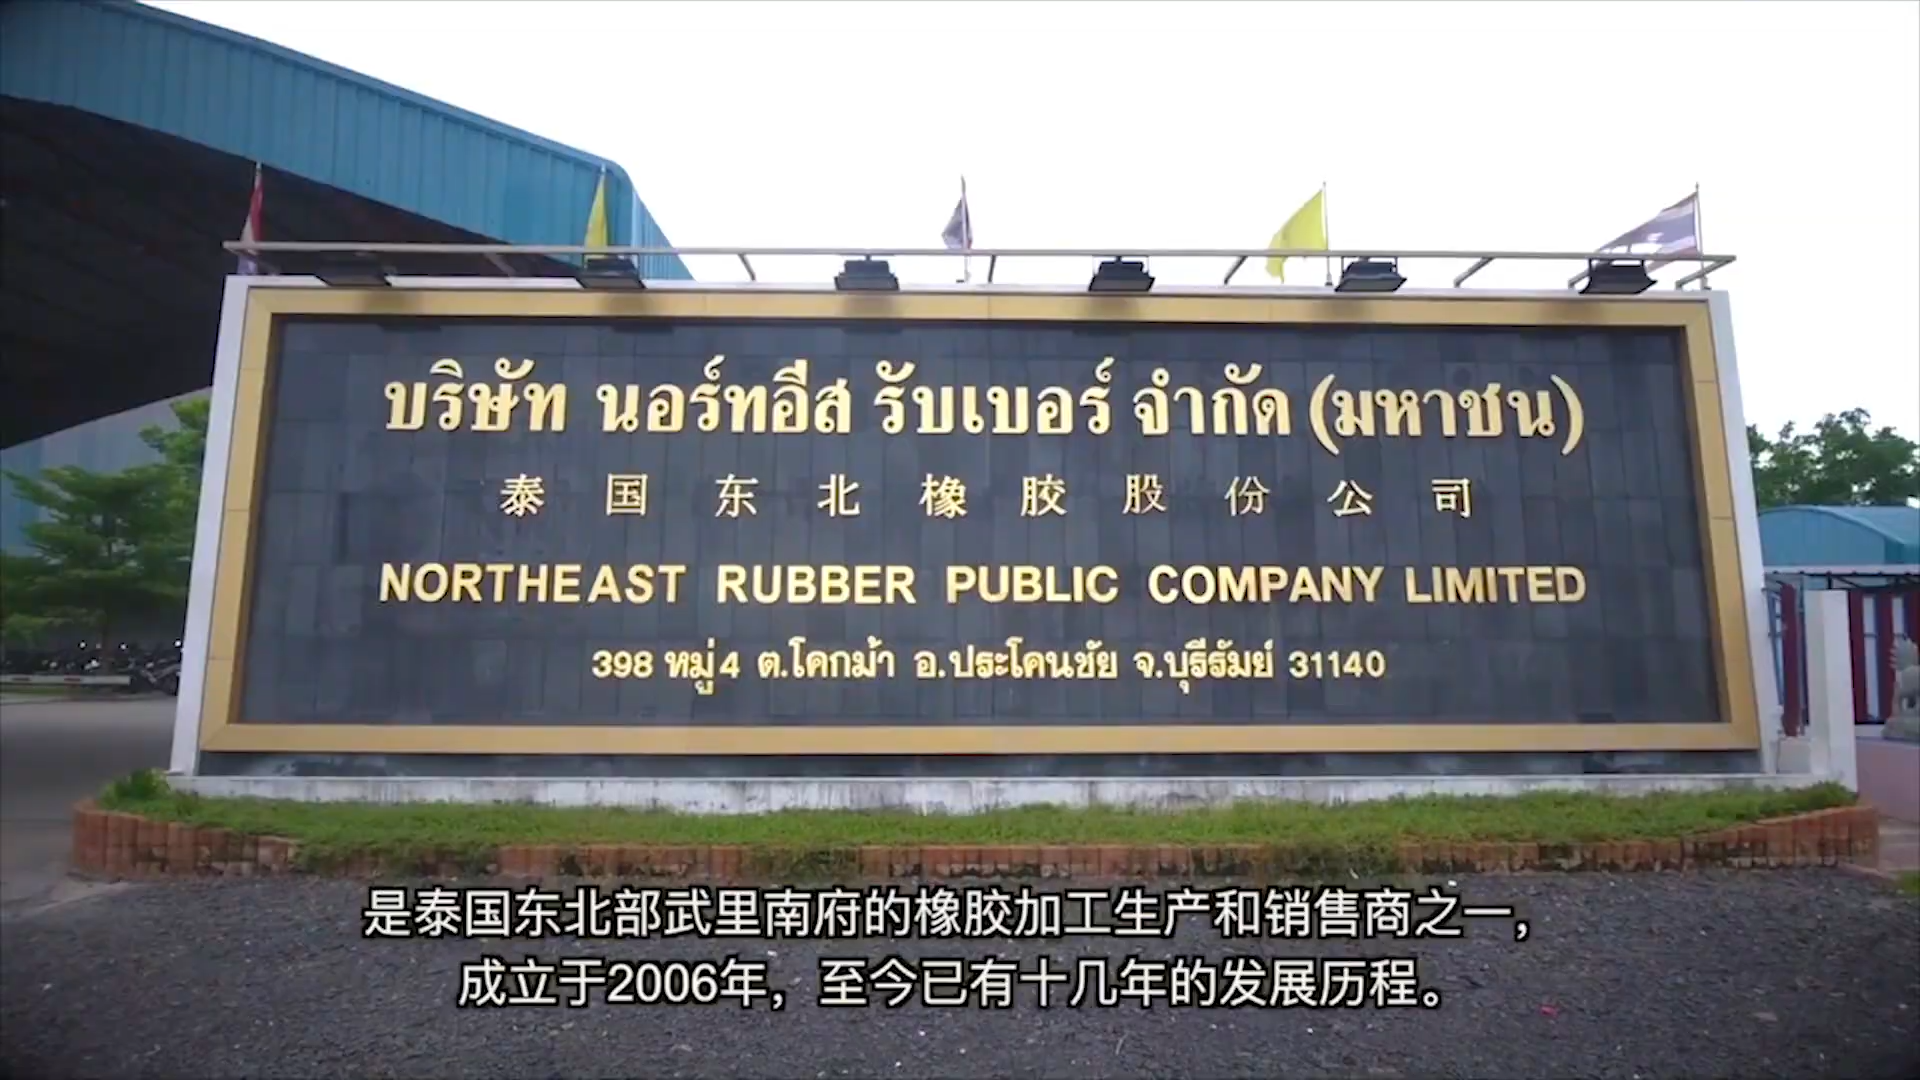 บริษัท นอร์ทอีส รับเบอร์ จำกัด (มหาชน)
泰国东北橡胶股份公司
NORTHEAST RUBBER PUBLIC COMPANY LIMITED
398 หมู่ 4 ต.โคกม้า อ.ประโคนชัย จ.บุรีรัมย์ 31140
是泰国东北部武里南府的橡胶加工生产和销售商之一，
成立于2006年，至今已有十几年的发展历程。